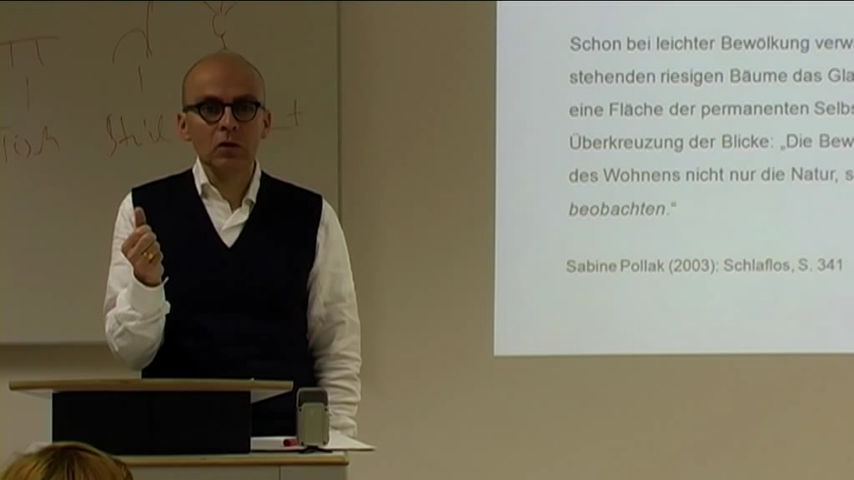 Schon bei leichter Bewölkung verw
stehenden riesigen Bäume das Gla
eine Fläche der permanenten Selbs
Überkreuzung der Blicke: „Die Bew
des Wohnens nicht nur die Natur, s
beobachten.“
Sabine Pollak (2003): Schlaflos, S. 341